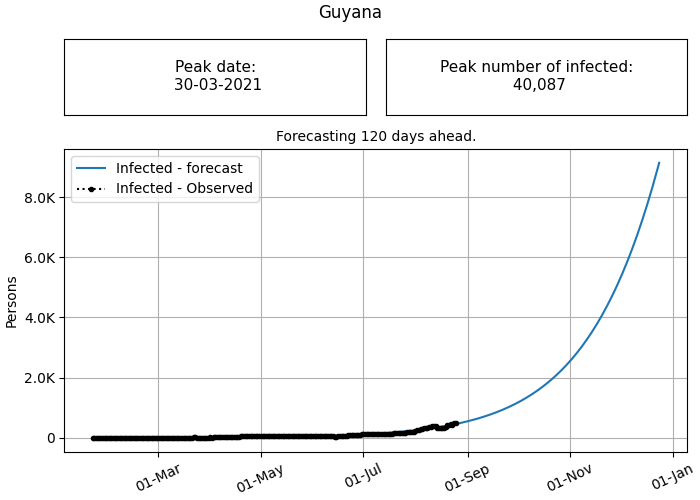 Guyana
Peak date:
30-03-2021
Peak number of infected:
40,087
Forecasting 120 days ahead.
Infected - forecast
Infected - Observed
Persons
8.0K
6.0K
4.0K
2.0K
0
01-Mar
01-May
01-Jul
01-Sep
01-Nov
01-Jan